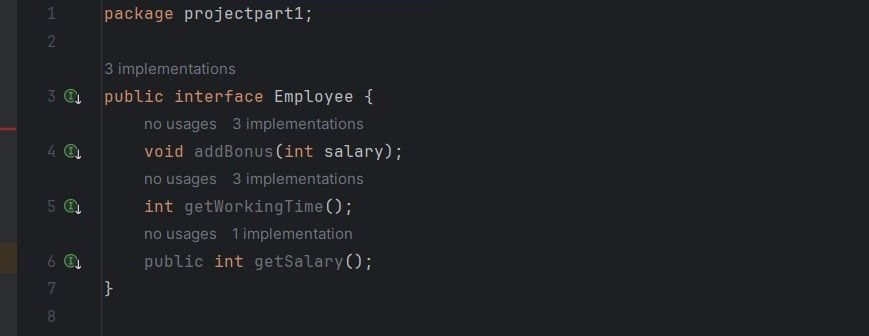 1 package projectpart1;
2
3 implementations
3 public interface Employee {
no usages 3 implementations
4 void addBonus(int salary);
no usages 3 implementations
5 int getWorkingTime();
no usages 1 implementation
6 public int getSalary();
7 }
8